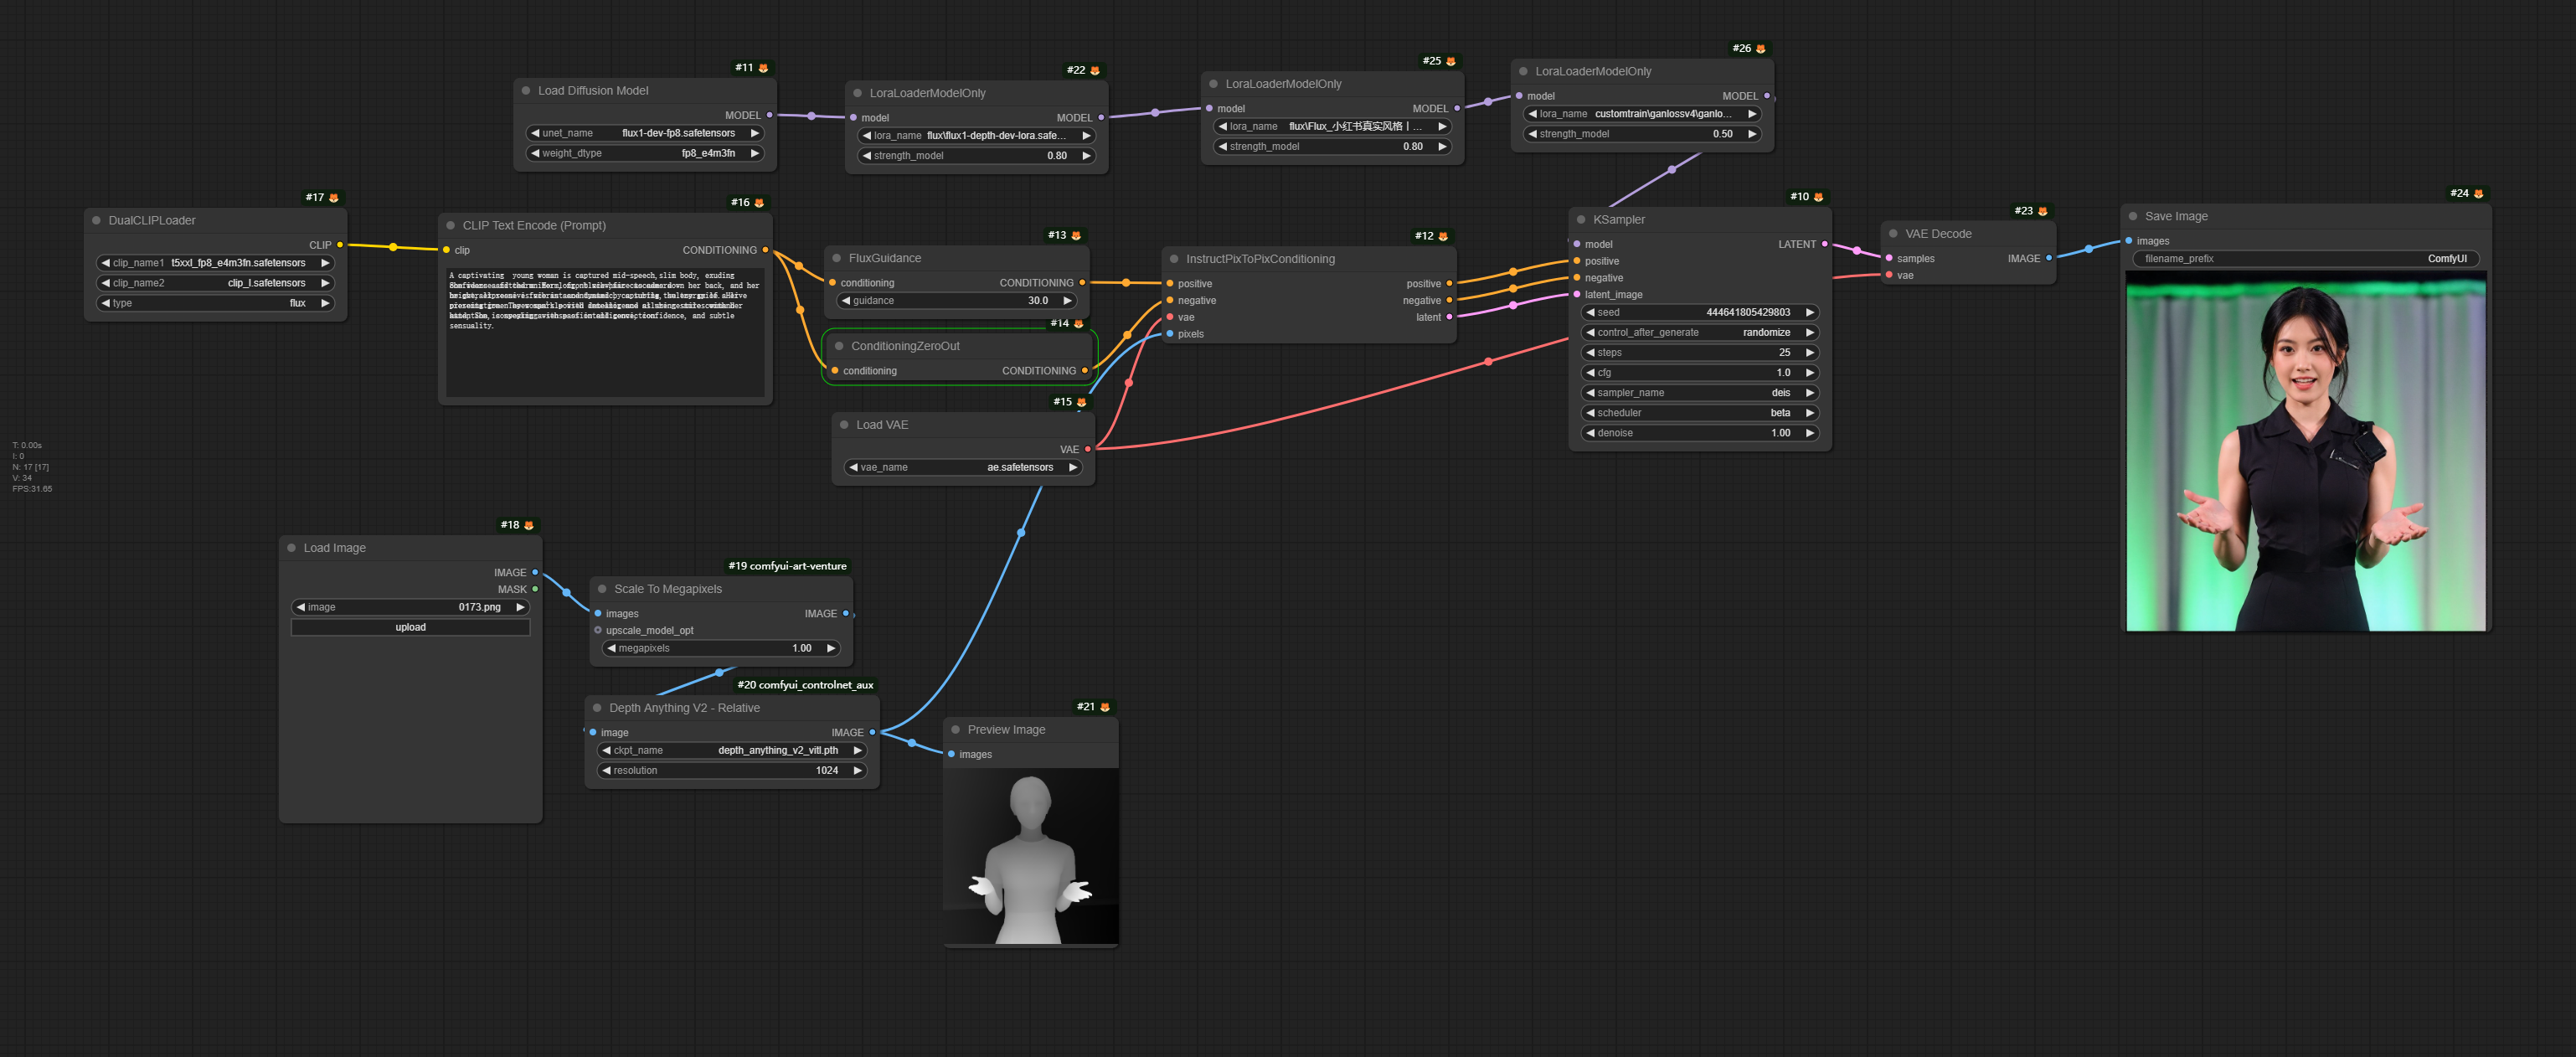 #11
Load Diffusion Model
MODEL
unet_name flux1-dev-fp8.safetensors
weight_dtype fp8_e4m3fn
#22
LoraLoaderModelOnly
model MODEL
lora_name flux\flux1-depth-dev-lora.safe...
strength_model 0.80
#25
LoraLoaderModelOnly
model MODEL
lora_name flux\Flux_小红书真实风格丨...
strength_model 0.80
#26
LoraLoaderModelOnly
model MODEL
lora_name customtrain\ganlossv4\ganlo...
strength_model 0.50
#17
DualCLIPLoader
CLIP
clip_name1 t5xxl_fp8_e4m3fn.safetensors
clip_name2 clip_l.safetensors
type flux
#16
CLIP Text Encode (Prompt)
clip CONDITIONING
A captivating young woman is captured mid-speech, slim body, exuding
down her back, and her
confidence, and subtle
sensuality.
#13
FluxGuidance
conditioning CONDITIONING
guidance 30.0
#14
ConditioningZeroOut
conditioning CONDITIONING
#15
Load VAE
VAE
vae_name ae.safetensors
#12
InstructPixToPixConditioning
positive positive
negative negative
vae latent
pixels
#10
KSampler
model LATENT
positive
negative
latent_image
seed 444641805429803
control_after_generate randomize
steps 25
cfg 1.0
sampler_name deis
scheduler beta
denoise 1.00
#23
VAE Decode
samples IMAGE
vae
#24
Save Image
images
filename_prefix ComfyUI
T: 0.00s
I: 0
N: 17 [17]
V: 34
FPS:31.65
#18
Load Image
IMAGE
MASK
image 0173.png
upload
#19 comfyui-art-venture
Scale To Megapixels
images IMAGE
upscale_model_opt
megapixels 1.00
#20 comfyui_controlnet_aux
Depth Anything V2 - Relative
image IMAGE
ckpt_name depth_anything_v2_vitl.pth
resolution 1024
#21
Preview Image
images